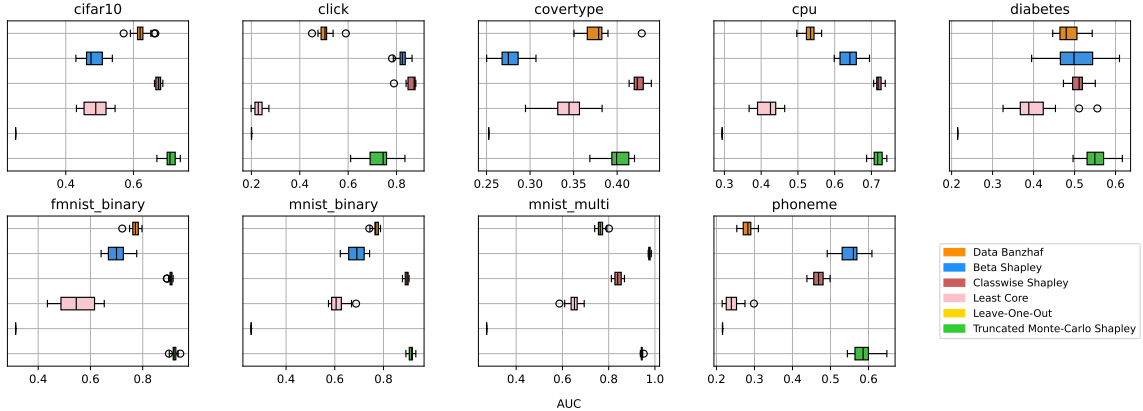 cifar10 click covertype cpu diabetes
0.4 0.6 0.2 0.4 0.6 0.8 0.25 0.30 0.35 0.40 0.3 0.4 0.5 0.6 0.7 0.2 0.3 0.4 0.5 0.6
fmnist_binary mnist_binary mnist_multi phoneme
Data Banzhaf
Beta Shapley
Classwise Shapley
Least Core
Leave-One-Out
Truncated Monte-Carlo Shapley
0.4 0.6 0.8 0.4 0.6 0.8 0.4 0.6 0.8 1.0 0.2 0.3 0.4 0.5 0.6
AUC